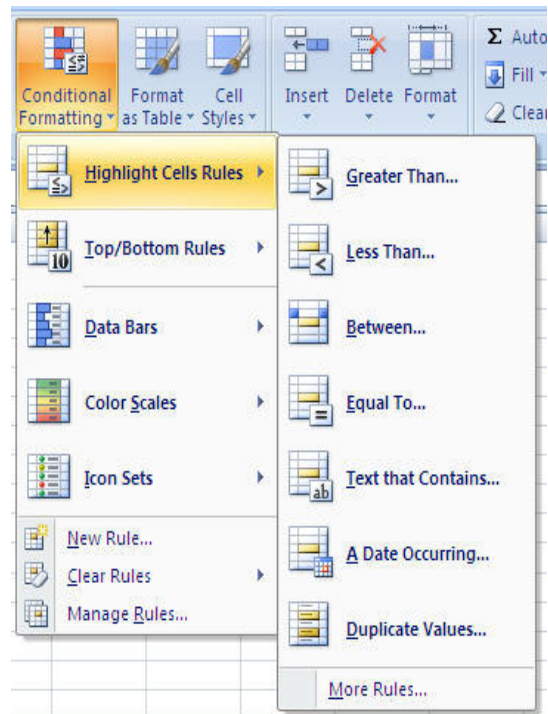 Conditional Formatting
Format as Table
Cell Styles
Insert
Delete
Format
Σ Auto
Fill
Clear
Highlight Cells Rules
Top/Bottom Rules
10
Data Bars
Color Scales
Icon Sets
New Rule...
Clear Rules
Manage Rules...
>
Greater Than...
<
Less Than...
Between...
=
Equal To...
ab
Text that Contains...
A Date Occurring...
Duplicate Values...
More Rules...